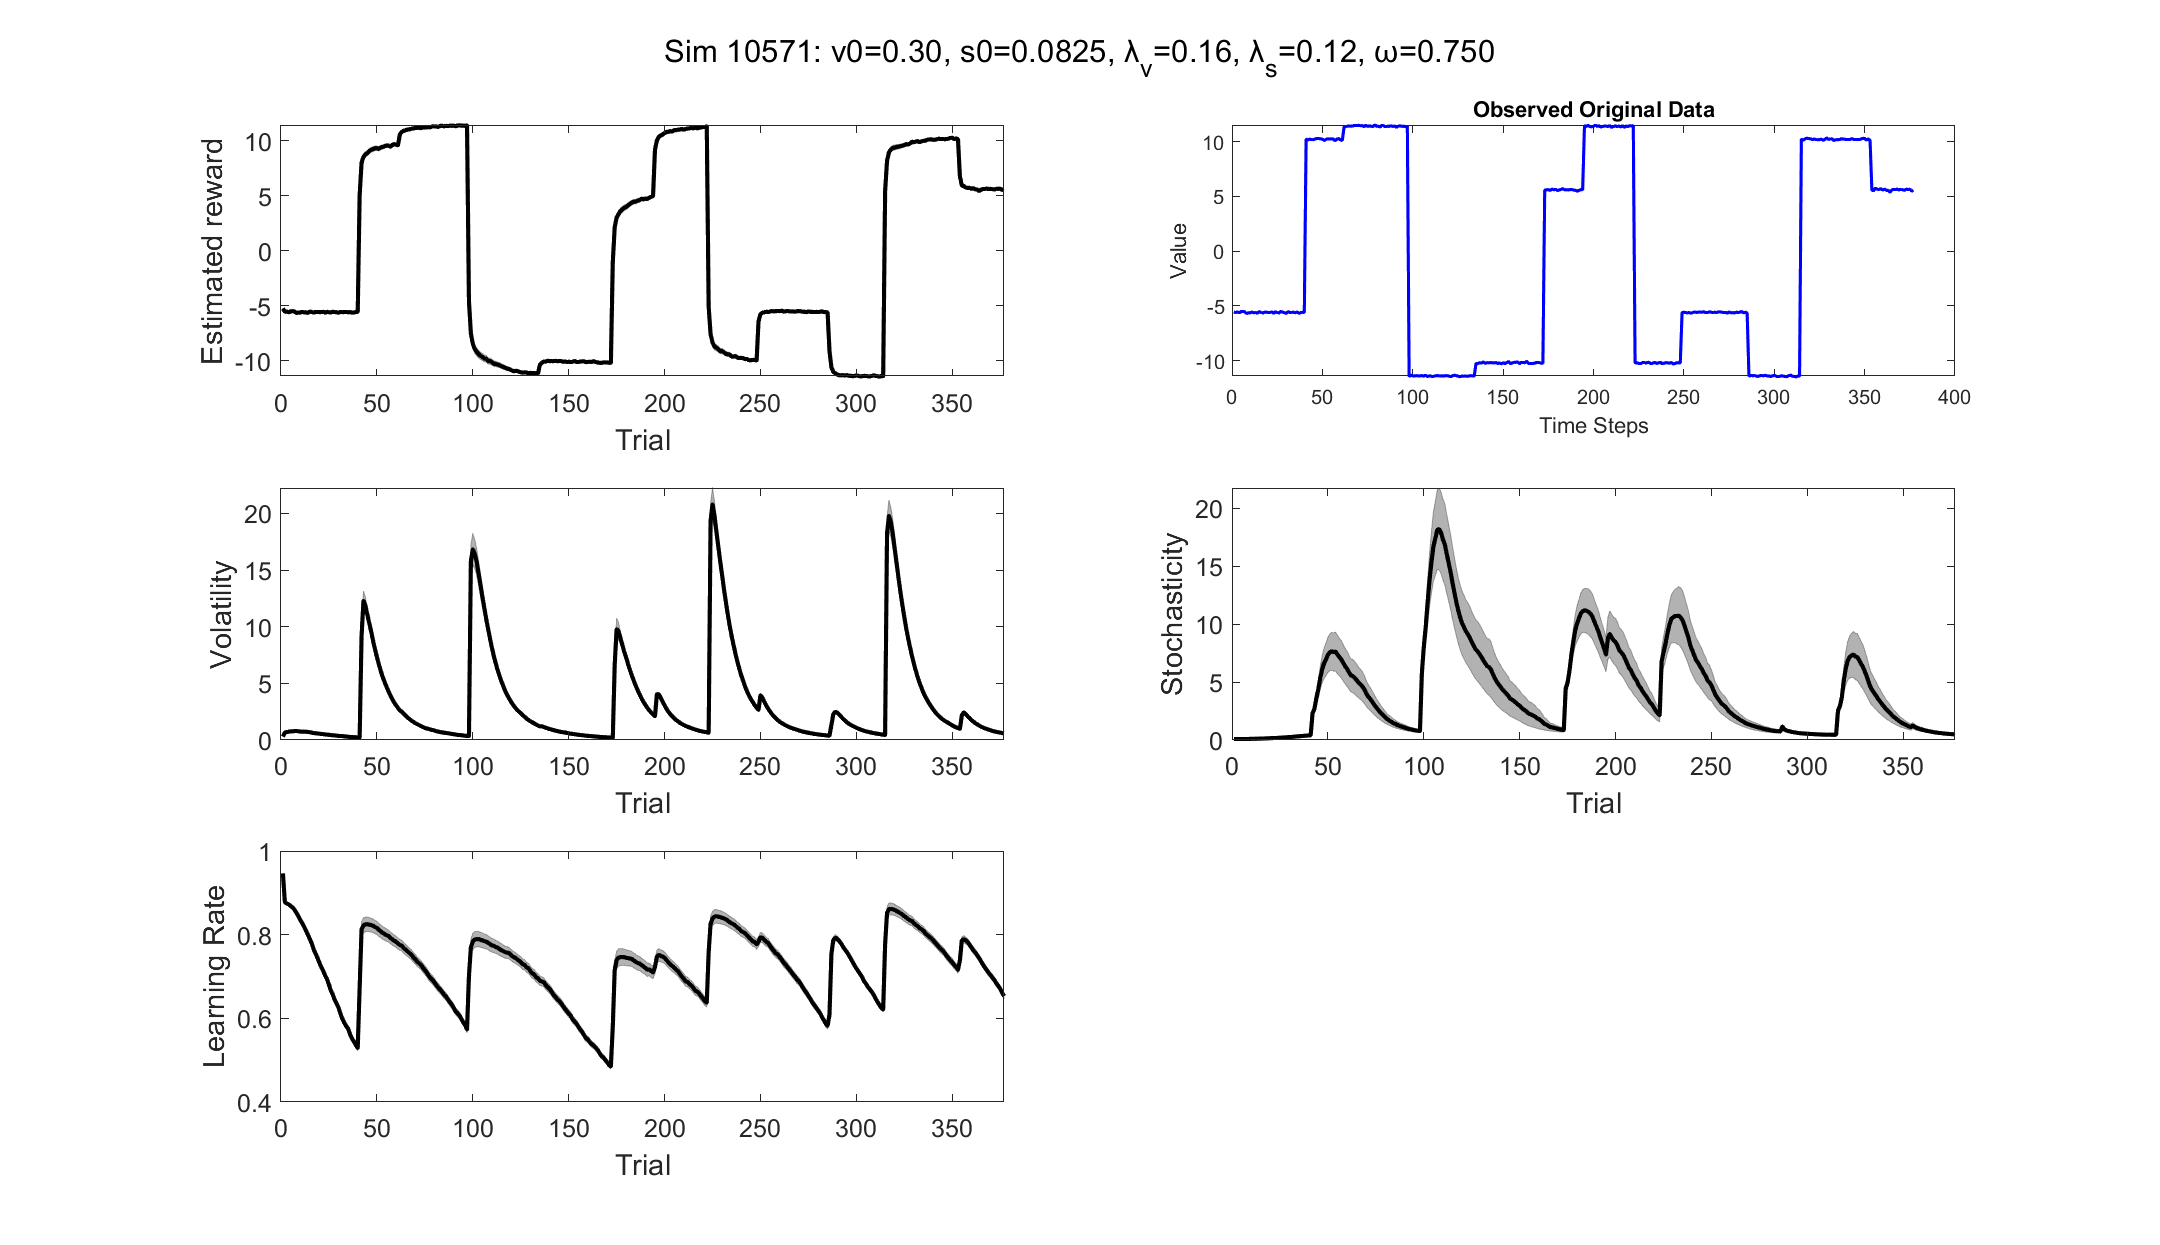 Sim 10571: v0=0.30, s0=0.0825, λv=0.16, λs=0.12, ω=0.750
Estimated reward
10
5
0
-5
-10
0 50 100 150 200 250 300 350
Trial
Observed Original Data
Value
10
5
0
-5
-10
0 50 100 150 200 250 300 350 400
Time Steps
Volatility
20
15
10
5
0
0 50 100 150 200 250 300 350
Trial
Stochasticity
20
15
10
5
0
0 50 100 150 200 250 300 350
Trial
Learning Rate
1
0.8
0.6
0.4
0 50 100 150 200 250 300 350
Trial